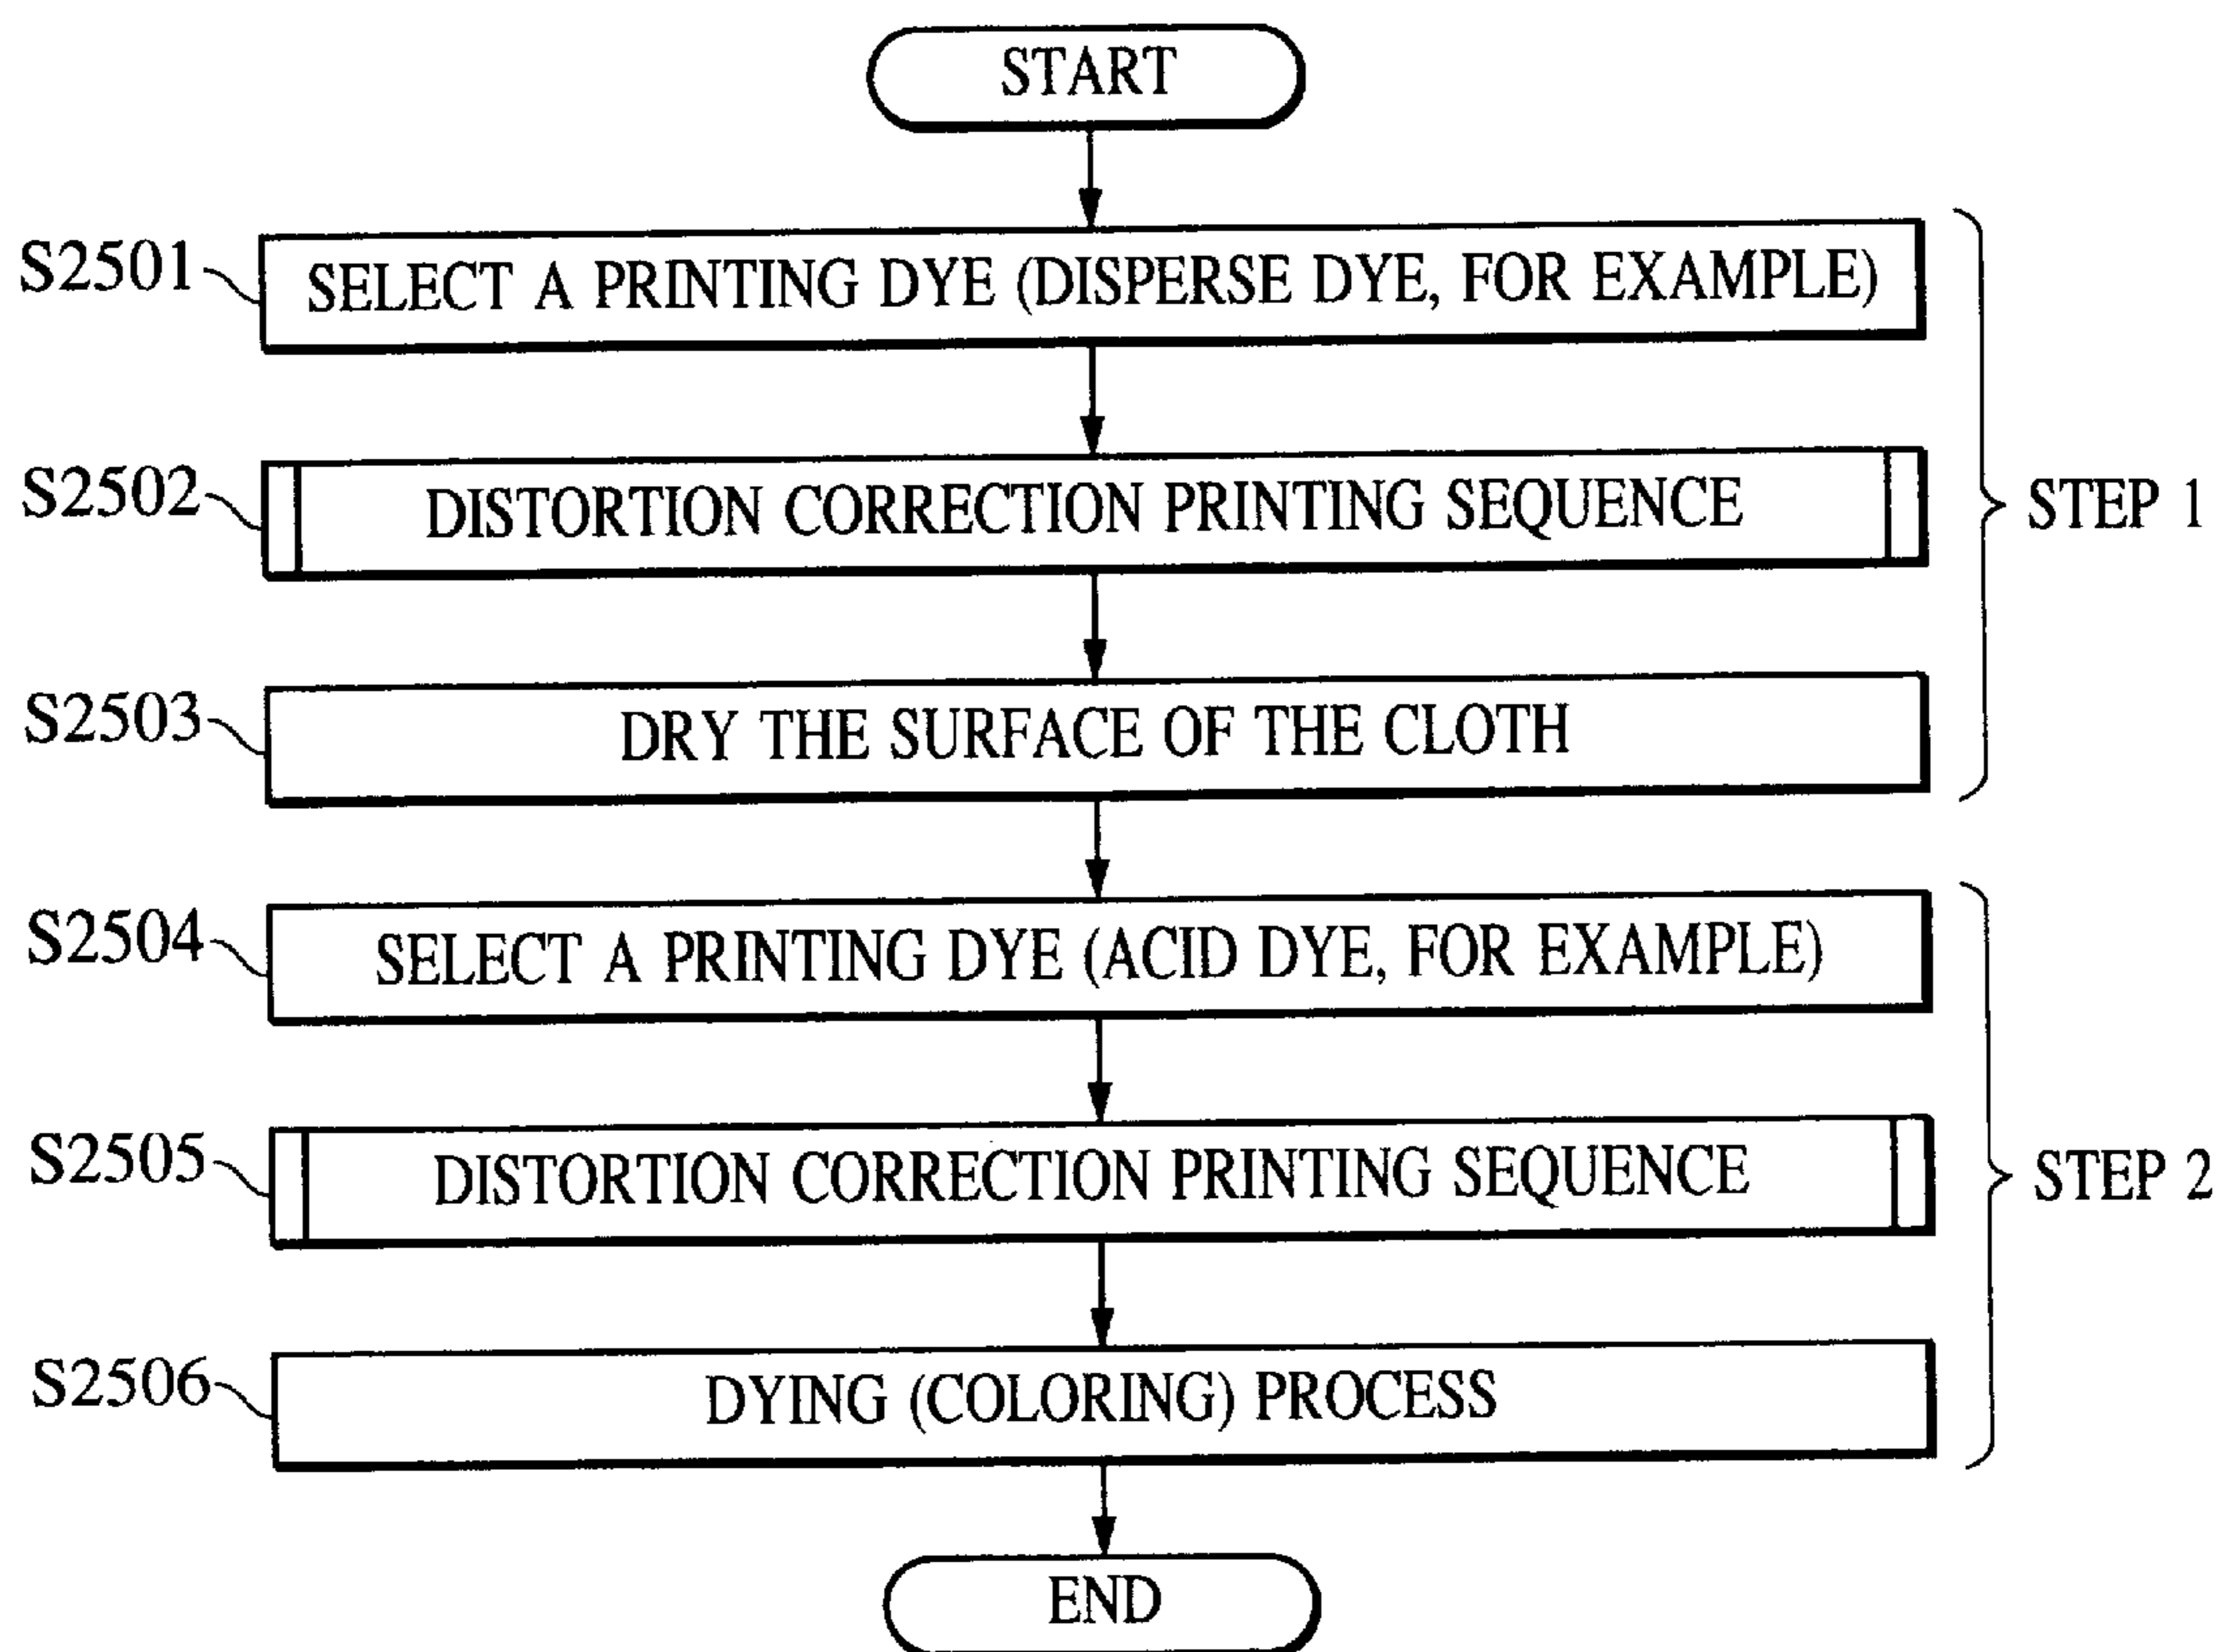 START
S2501
SELECT A PRINTING DYE (DISPERSE DYE, FOR EXAMPLE)
S2502
DISTORTION CORRECTION PRINTING SEQUENCE
STEP 1
S2503
DRY THE SURFACE OF THE CLOTH
S2504
SELECT A PRINTING DYE (ACID DYE, FOR EXAMPLE)
S2505
DISTORTION CORRECTION PRINTING SEQUENCE
STEP 2
S2506
DYING (COLORING) PROCESS
END